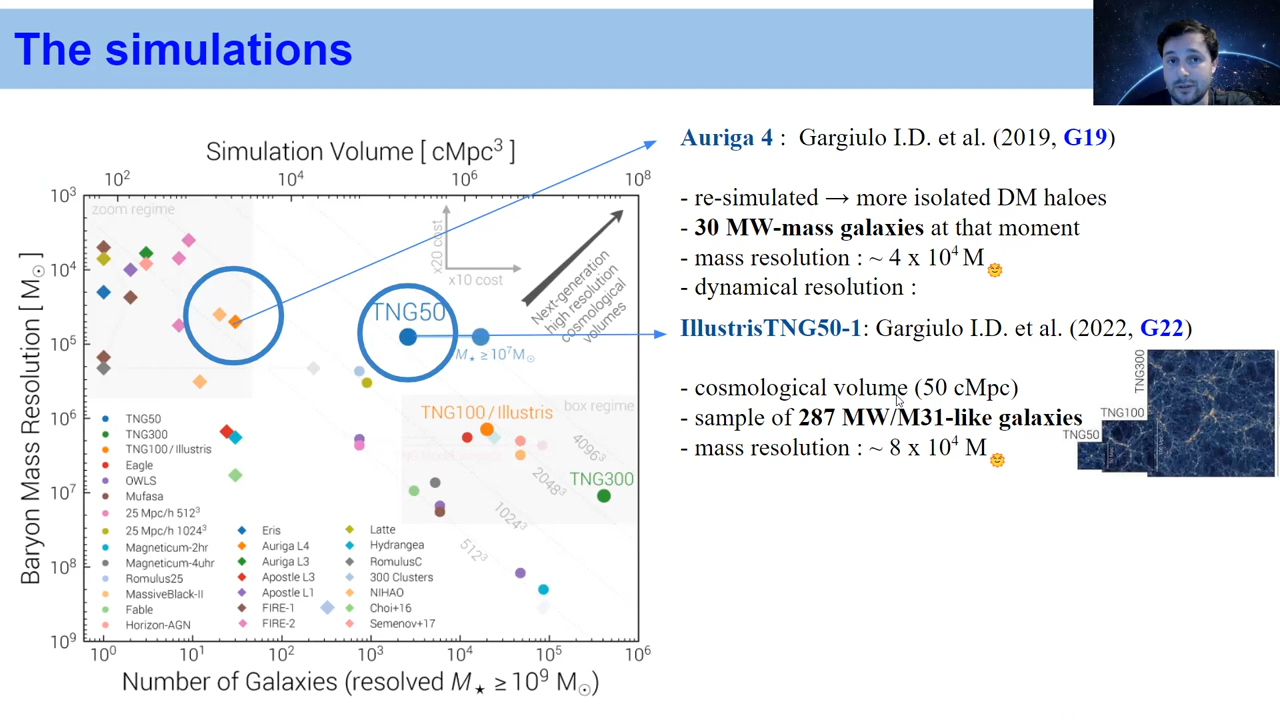 The simulations
Simulation Volume [ cMpc³ ]
10² 10⁴ 10⁶ 10⁸
Baryon Mass Resolution [ M☉ ]
10³
10⁴
10⁵
10⁶
10⁷
10⁸
10⁹
zoom regime
x20 cost
x10 cost
Next-generation
high resolution
cosmological
volumes
TNG50
M⋆ ≥10⁷M☉
TNG100 / Illustris
box regime
TNG300
4096³
2048³
1024³
512³
TNG50
TNG300
TNG100 / Illustris
Eagle
OWLS
Mufasa
25 Mpc/h 512³
25 Mpc/h 1024³
Magneticum-2hr
Magneticum-4uhr
Romulus25
MassiveBlack-II
Fable
Horizon-AGN
Eris
Auriga L4
Auriga L3
Apostle L3
Apostle L1
FIRE-1
FIRE-2
Latte
Hydrangea
RomulusC
300 Clusters
NIHAO
Choi+16
Semenov+17
10⁰ 10¹ 10² 10³ 10⁴ 10⁵ 10⁶
Number of Galaxies (resolved M⋆ ≥ 10⁹ M☉)
Auriga 4 : Gargiulo I.D. et al. (2019, G19)
- re-simulated → more isolated DM haloes
- 30 MW-mass galaxies at that moment
- mass resolution : ~ 4 x 10⁴ M
- dynamical resolution :
IllustrisTNG50-1: Gargiulo I.D. et al. (2022, G22)
- cosmological volume (50 cMpc)
- sample of 287 MW/M31-like galaxies
- mass resolution : ~ 8 x 10⁴ M
TNG300
TNG100
TNG50